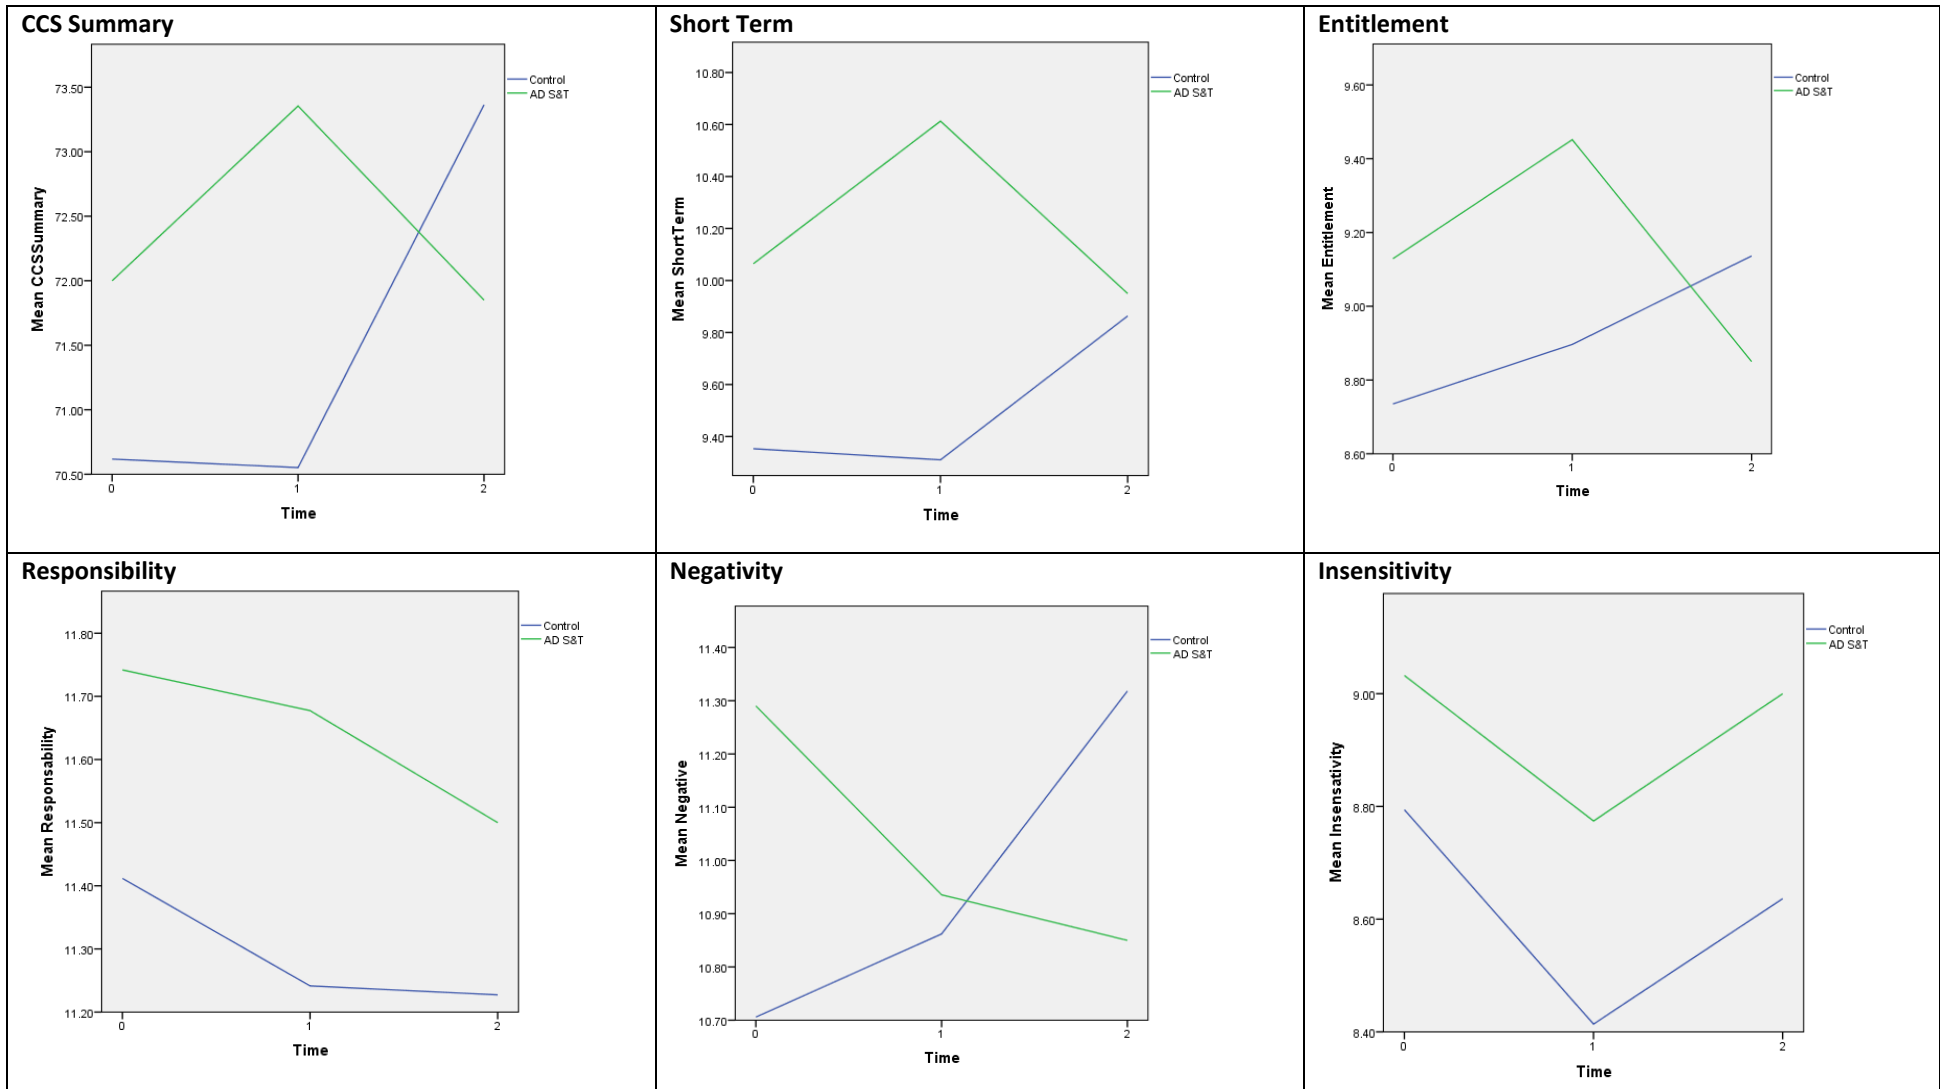 CCS Summary
Mean CCSSummary
73.50
73.00
72.50
72.00
71.50
71.00
70.50
0
1
2
Time
Control
AD S&T
Short Term
Mean ShortTerm
10.80
10.60
10.40
10.20
10.00
9.80
9.60
9.40
0
1
2
Time
Control
AD S&T
Entitlement
Mean Entitlement
9.60
9.40
9.20
9.00
8.80
8.60
0
1
2
Time
Control
AD S&T
Responsibility
Mean Responsability
11.80
11.70
11.60
11.50
11.40
11.30
11.20
0
1
2
Time
Control
AD S&T
Negativity
Mean Negative
11.40
11.30
11.20
11.10
11.00
10.90
10.80
10.70
0
1
2
Time
Control
AD S&T
Insensitivity
Mean Insensativity
9.00
8.80
8.60
8.40
0
1
2
Time
Control
AD S&T